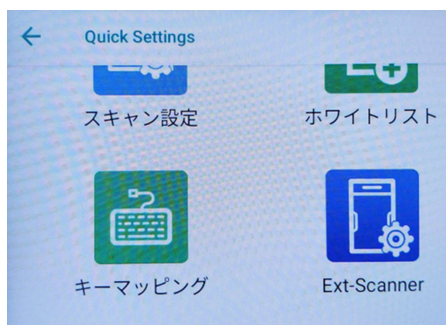 Quick Settings
スキャン設定
ホワイトリスト
キーマッピング
Ext-Scanner